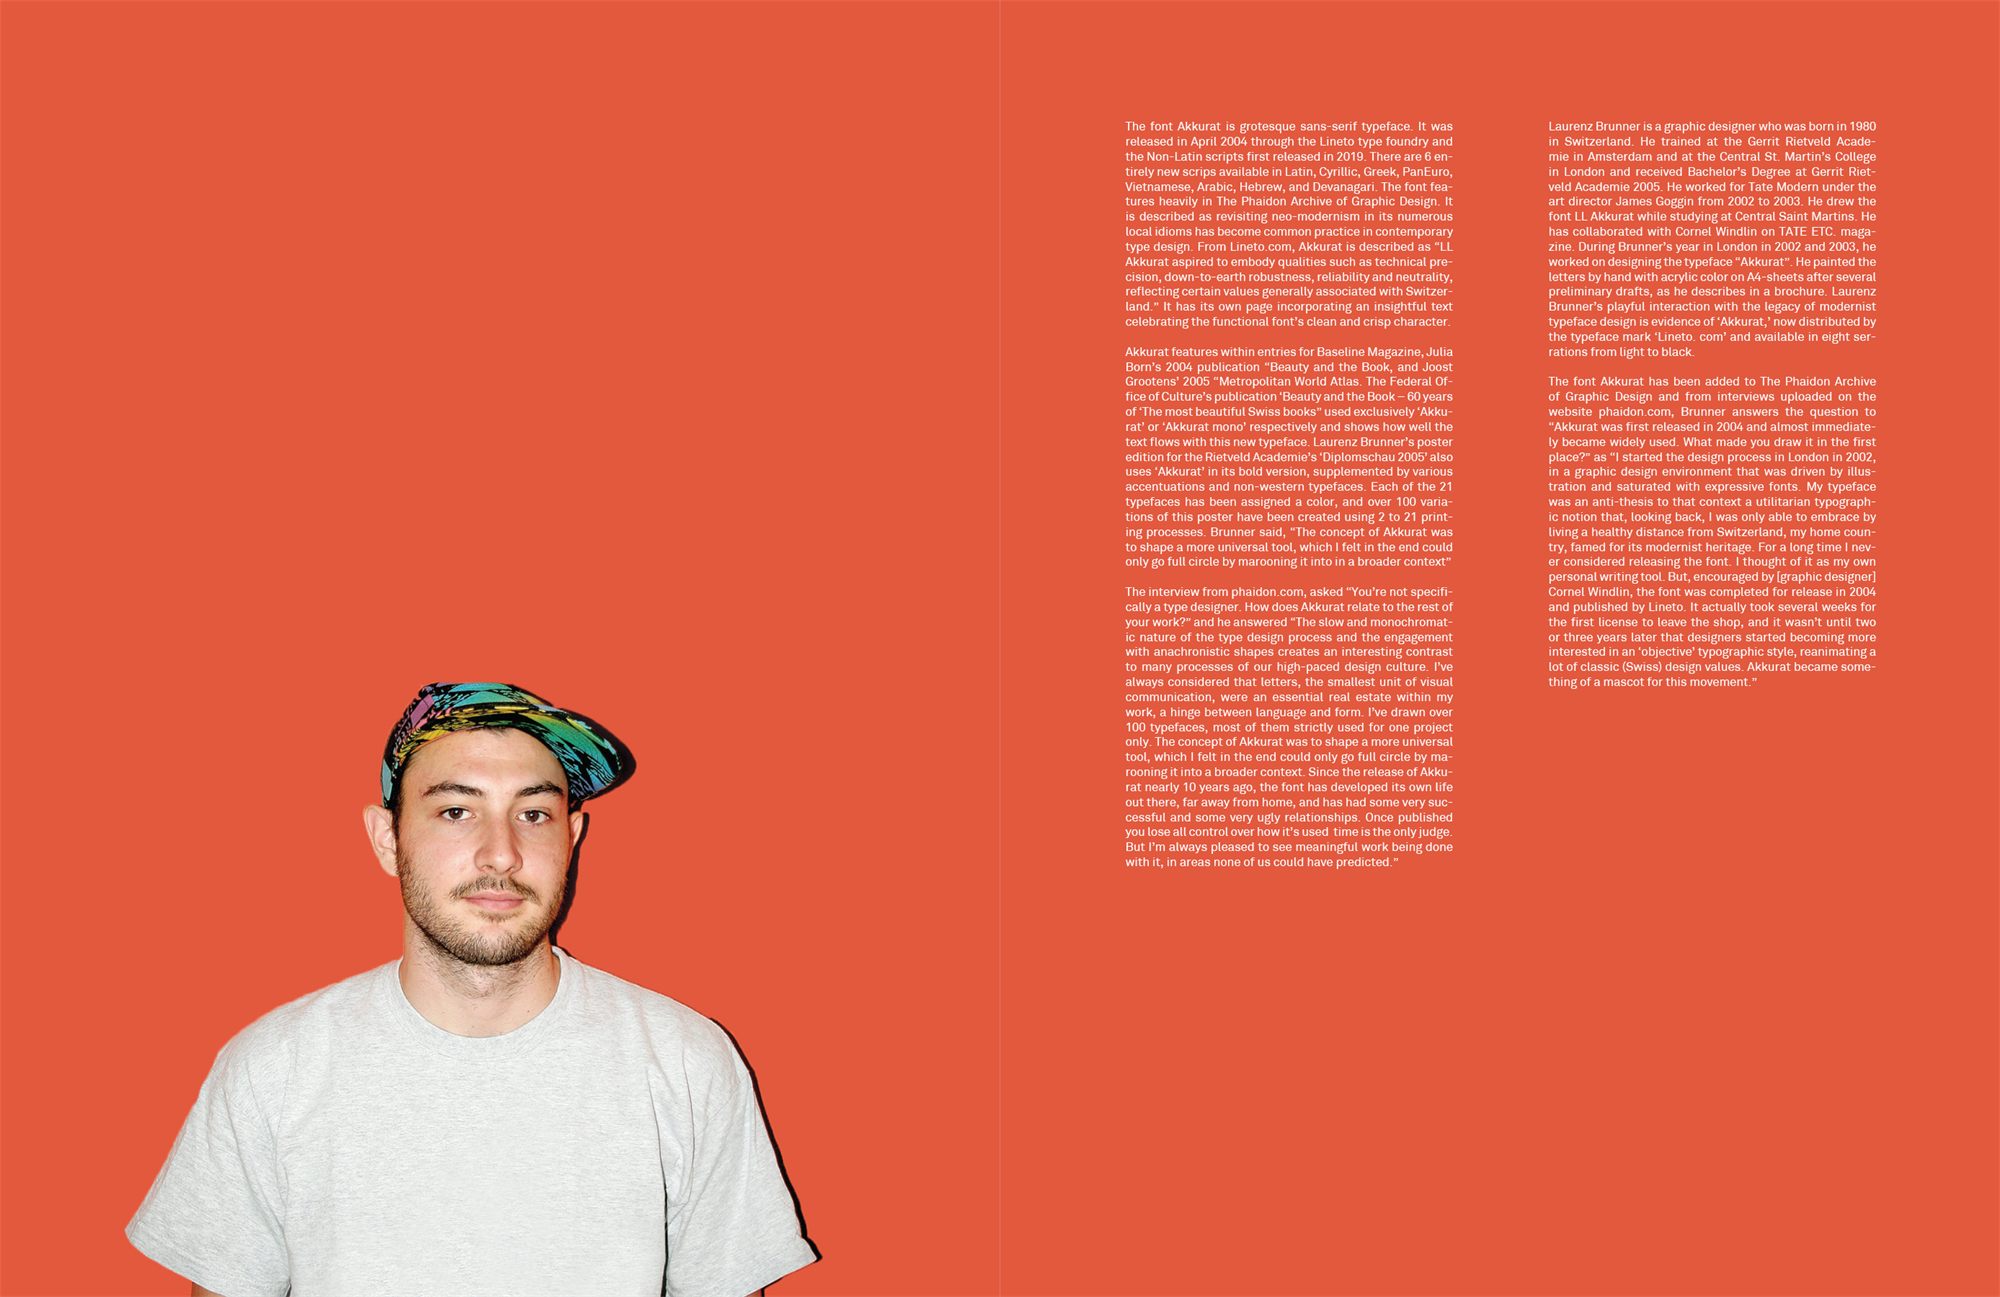 The font Akkurat is grotesque sans-serif typeface. It was
released in April 2004 through the Lineto type foundry and
the Non-Latin scripts first released in 2019. There are 6 en-
tirely new scrips available in Latin, Cyrillic, Greek, PanEuro,
Vietnamese, Arabic, Hebrew, and Devanagari. The font fea-
tures heavily in The Phaidon Archive of Graphic Design. It
is described as revisiting neo-modernism in its numerous
local idioms has become common practice in contemporary
type design. From Lineto.com, Akkurat is described as “LL
Akkurat aspired to embody qualities such as technical pre-
cision, down-to-earth robustness, reliability and neutrality,
reflecting certain values generally associated with Switzer-
land.” It has its own page incorporating an insightful text
celebrating the functional font’s clean and crisp character.
Akkurat features within entries for Baseline Magazine, Julia
Born’s 2004 publication “Beauty and the Book, and Joost
Grootens’ 2005 “Metropolitan World Atlas. The Federal Of-
fice of Culture’s publication ‘Beauty and the Book – 60 years
of ‘The most beautiful Swiss books” used exclusively ‘Akku-
rat’ or ‘Akkurat mono’ respectively and shows how well the
text flows with this new typeface. Laurenz Brunner’s poster
edition for the Rietveld Academie’s ‘Diplomschau 2005’ also
uses ‘Akkurat’ in its bold version, supplemented by various
accentuations and non-western typefaces. Each of the 21
typefaces has been assigned a color, and over 100 varia-
tions of this poster have been created using 2 to 21 print-
ing processes. Brunner said, “The concept of Akkurat was
to shape a more universal tool, which I felt in the end could
only go full circle by marooning it into in a broader context”
The interview from phaidon.com, asked “You’re not specifi-
cally a type designer. How does Akkurat relate to the rest of
your work?” and he answered “The slow and monochromat-
ic nature of the type design process and the engagement
with anachronistic shapes creates an interesting contrast
to many processes of our high-paced design culture. I’ve
always considered that letters, the smallest unit of visual
communication, were an essential real estate within my
work, a hinge between language and form. I’ve drawn over
100 typefaces, most of them strictly used for one project
only. The concept of Akkurat was to shape a more universal
tool, which I felt in the end could only go full circle by ma-
rooning it into a broader context. Since the release of Akku-
rat nearly 10 years ago, the font has developed its own life
out there, far away from home, and has had some very suc-
cessful and some very ugly relationships. Once published
you lose all control over how it’s used time is the only judge.
But I’m always pleased to see meaningful work being done
with it, in areas none of us could have predicted.”
Laurenz Brunner is a graphic designer who was born in 1980
in Switzerland. He trained at the Gerrit Rietveld Acade-
mie in Amsterdam and at the Central St. Martin’s College
in London and received Bachelor’s Degree at Gerrit Riet-
veld Academie 2005. He worked for Tate Modern under the
art director James Goggin from 2002 to 2003. He drew the
font LL Akkurat while studying at Central Saint Martins. He
has collaborated with Cornel Windlin on TATE ETC. maga-
zine. During Brunner’s year in London in 2002 and 2003, he
worked on designing the typeface “Akkurat”. He painted the
letters by hand with acrylic color on A4-sheets after several
preliminary drafts, as he describes in a brochure. Laurenz
Brunner’s playful interaction with the legacy of modernist
typeface design is evidence of ‘Akkurat,’ now distributed by
the typeface mark ‘Lineto. com’ and available in eight ser-
rations from light to black.
The font Akkurat has been added to The Phaidon Archive
of Graphic Design and from interviews uploaded on the
website phaidon.com, Brunner answers the question to
“Akkurat was first released in 2004 and almost immediate-
ly became widely used. What made you draw it in the first
place?” as “I started the design process in London in 2002,
in a graphic design environment that was driven by illus-
tration and saturated with expressive fonts. My typeface
was an anti-thesis to that context a utilitarian typograph-
ic notion that, looking back, I was only able to embrace by
living a healthy distance from Switzerland, my home coun-
try, famed for its modernist heritage. For a long time I nev-
er considered releasing the font. I thought of it as my own
personal writing tool. But, encouraged by [graphic designer]
Cornel Windlin, the font was completed for release in 2004
and published by Lineto. It actually took several weeks for
the first license to leave the shop, and it wasn’t until two
or three years later that designers started becoming more
interested in an ‘objective’ typographic style, reanimating a
lot of classic (Swiss) design values. Akkurat became some-
thing of a mascot for this movement.”